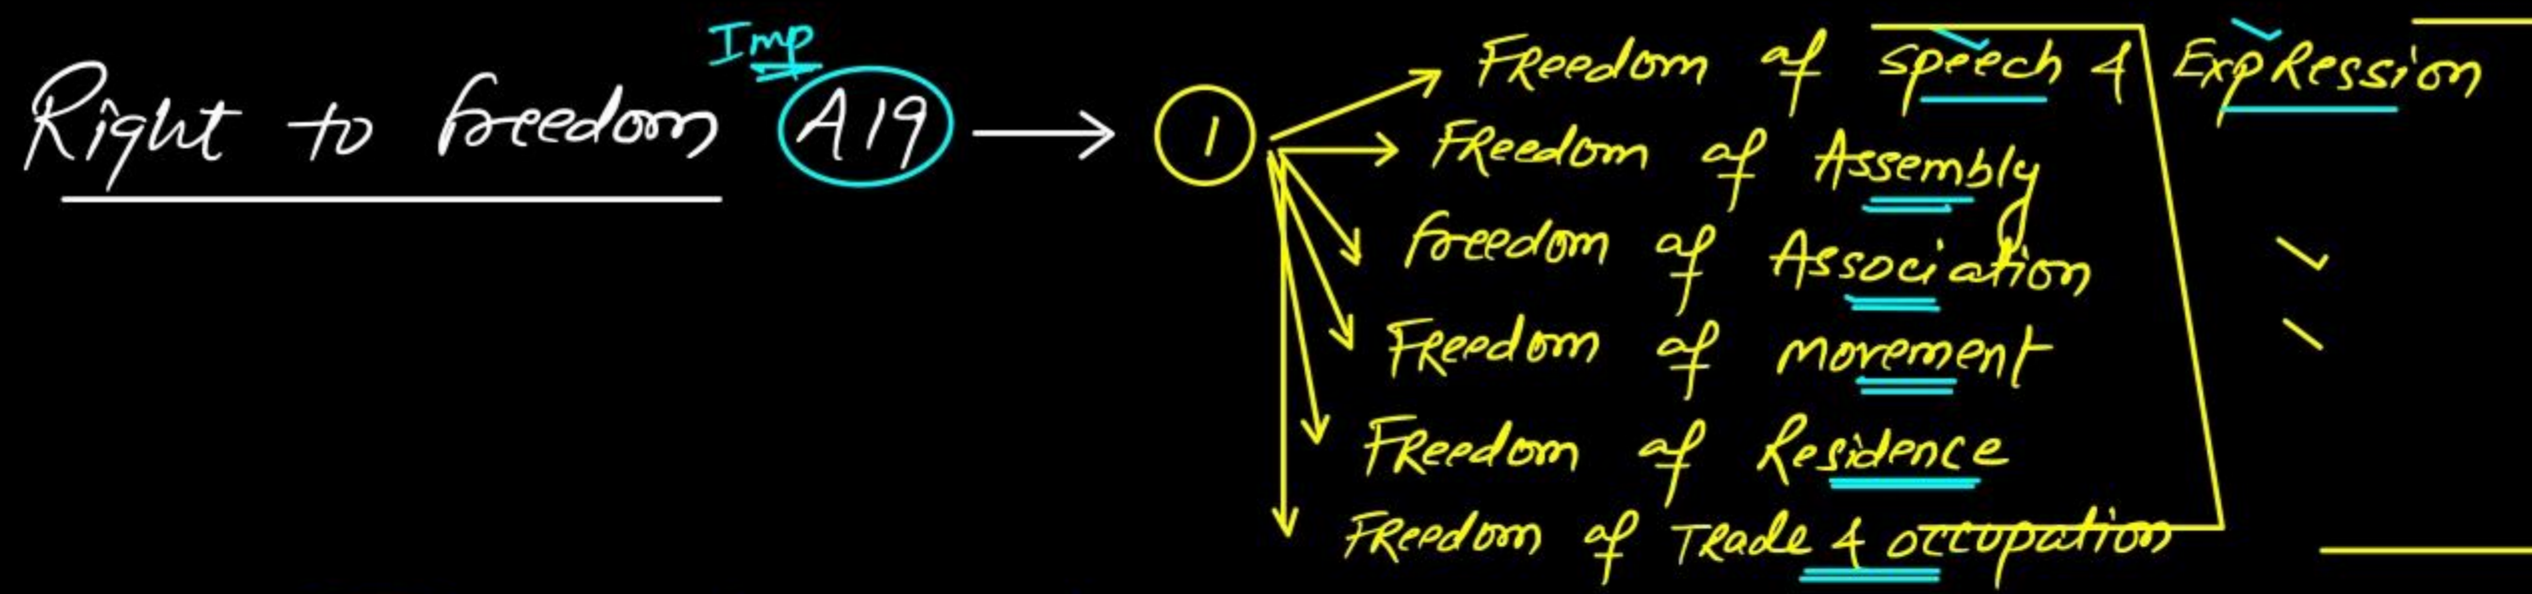 Imp
Right to freedom A19 → 1
Freedom of Speech & Expression
Freedom of Assembly
freedom of Association
Freedom of movement
Freedom of Residence
Freedom of Trade & occupation